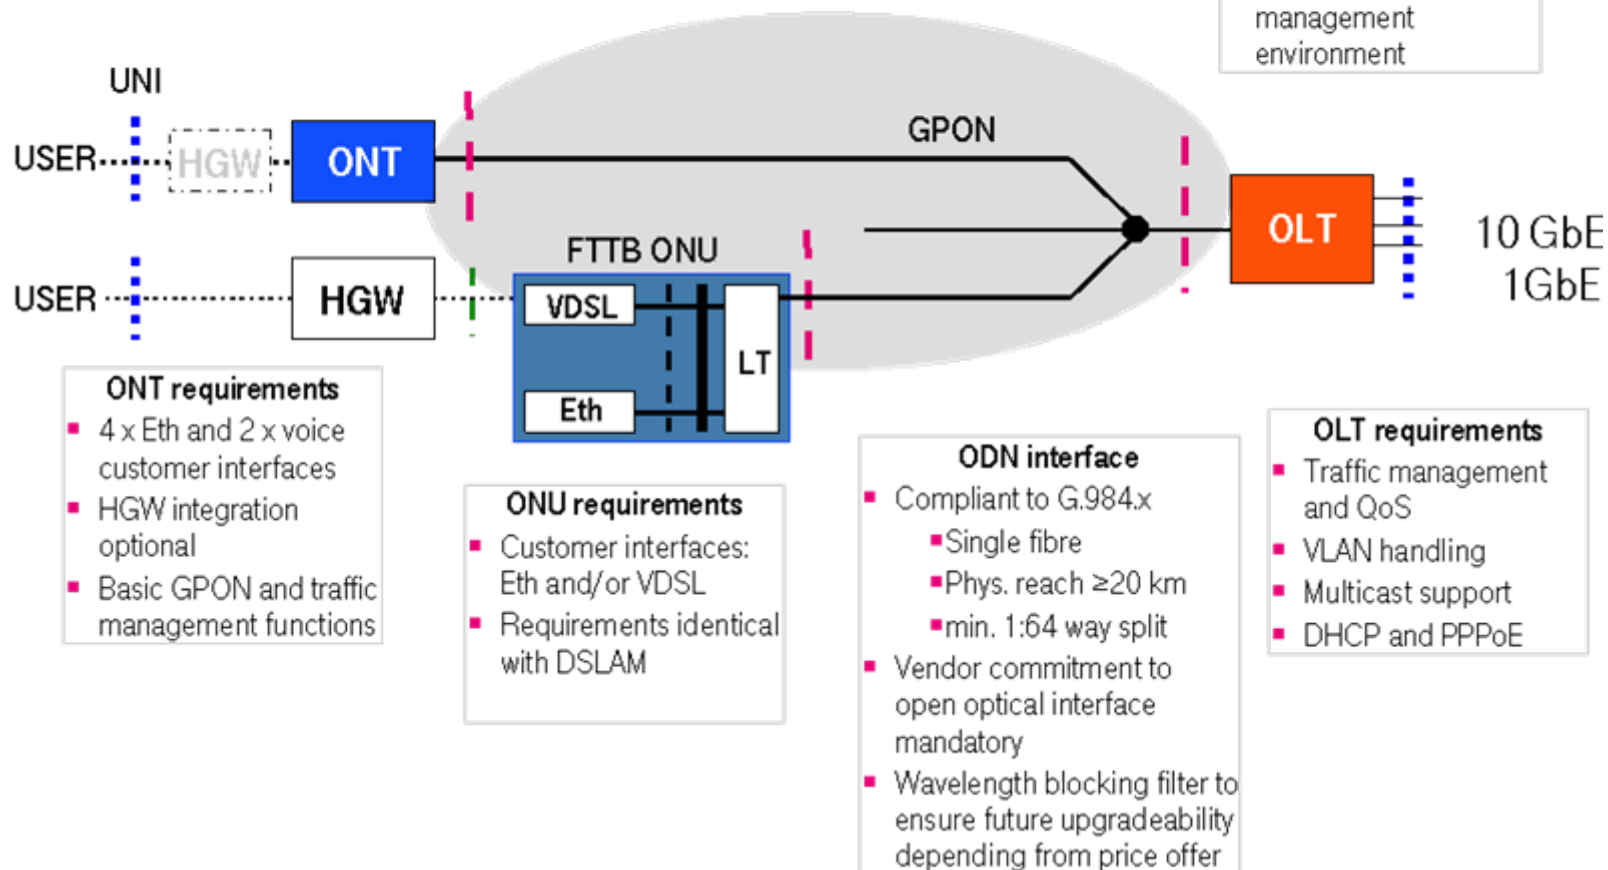 management
environment
UNI
GPON
USER
HGW
ONT
OLT
10 GbE
1GbE
FTTB ONU
USER
HGW
VDSL
LT
Eth
ONT requirements
4 x Eth and 2 x voice
customer interfaces
HGW integration
optional
Basic GPON and traffic
management functions
ONU requirements
Customer interfaces:
Eth and/or VDSL
Requirements identical
with DSLAM
ODN interface
Compliant to G.984.x
Single fibre
Phys. reach ≥20 km
min. 1:64 way split
Vendor commitment to
open optical interface
mandatory
Wavelength blocking filter to
ensure future upgradeability
depending from price offer
OLT requirements
Traffic management
and QoS
VLAN handling
Multicast support
DHCP and PPPoE